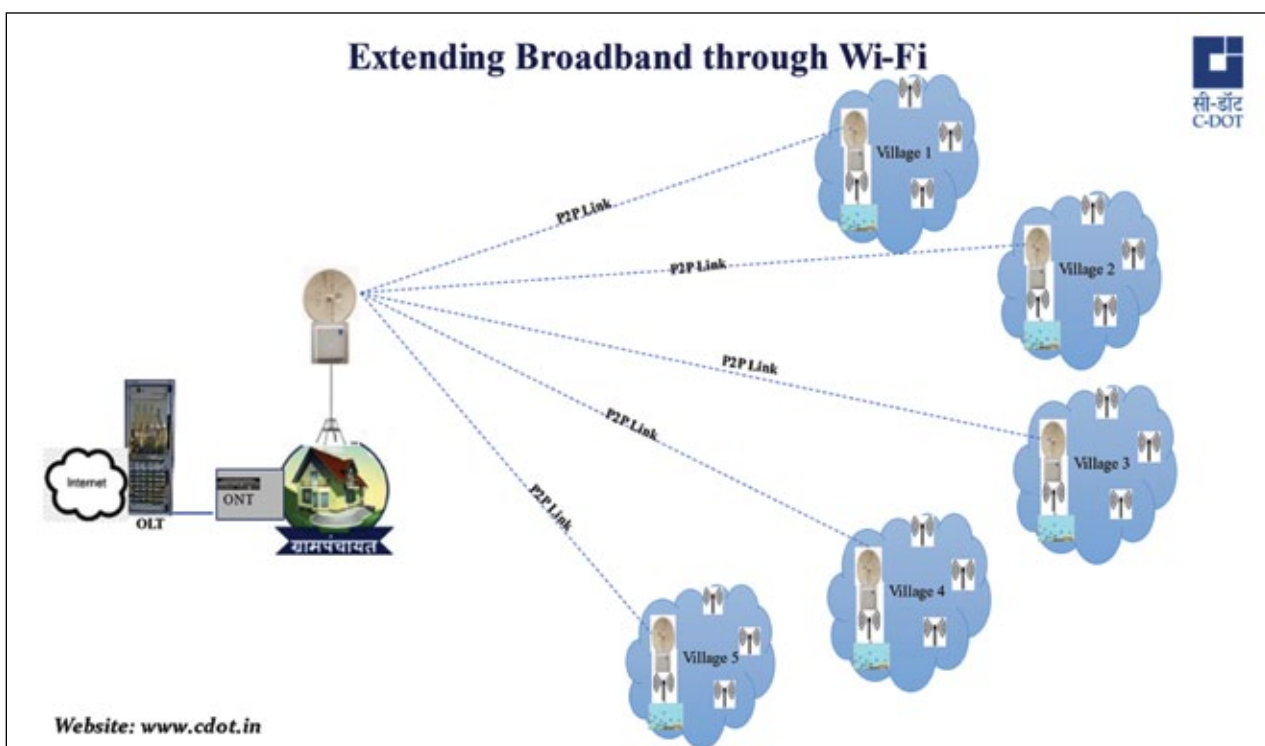 Extending Broadband through Wi-Fi
सी-डॉट
C-DOT
Village 1
P2P Link
Village 2
P2P Link
P2P Link
Village 3
P2P Link
Village 4
P2P Link
Village 5
Internet
OLT
ONT
ग्रामपंचायत
Website: www.cdot.in